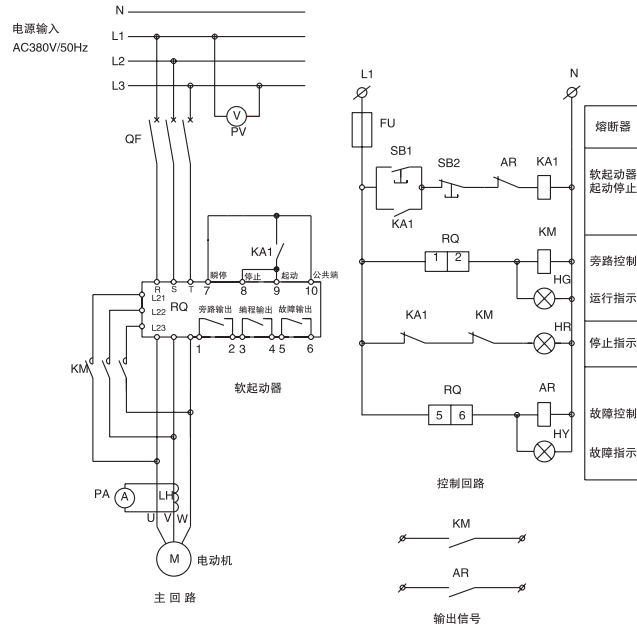 电源输入
AC380V/50Hz
N
L1
L2
L3
QF
V
PV
KA1
R
S
T
7
瞬停
8
停止
9
起动
10
公共端
L21
L22
L23
RQ
旁路输出
编程输出
故障输出
1
2
3
4
5
6
KM
软起动器
PA
A
LH
U
V
W
M
电动机
主回路
L1
N
FU
熔断器
SB1
SB2
AR
KA1
KA1
软起动器
起动停止
RQ
1
2
KM
旁路控制
HG
运行指示
KA1
KM
HR
停止指示
RQ
5
6
AR
故障控制
HY
故障指示
控制回路
KM
AR
输出信号